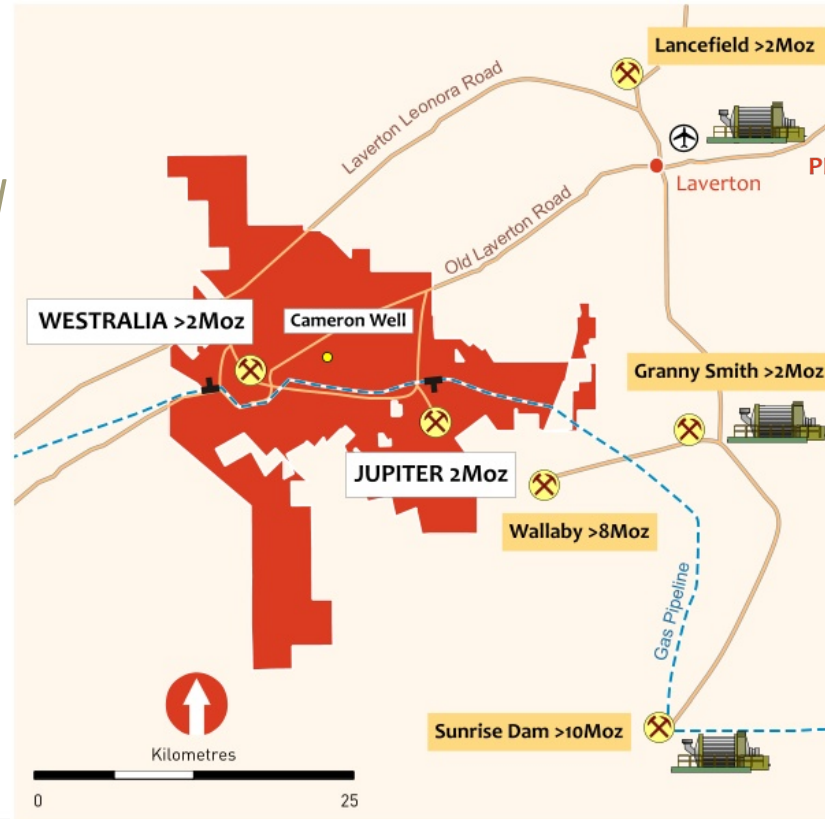 Lancefield >2Moz
Laverton Leonora Road
Laverton
Old Laverton Road
WESTRALIA >2Moz
Cameron Well
Granny Smith >2Moz
JUPITER 2Moz
Wallaby >8Moz
Gas Pipeline
Sunrise Dam >10Moz
Kilometres
0 25